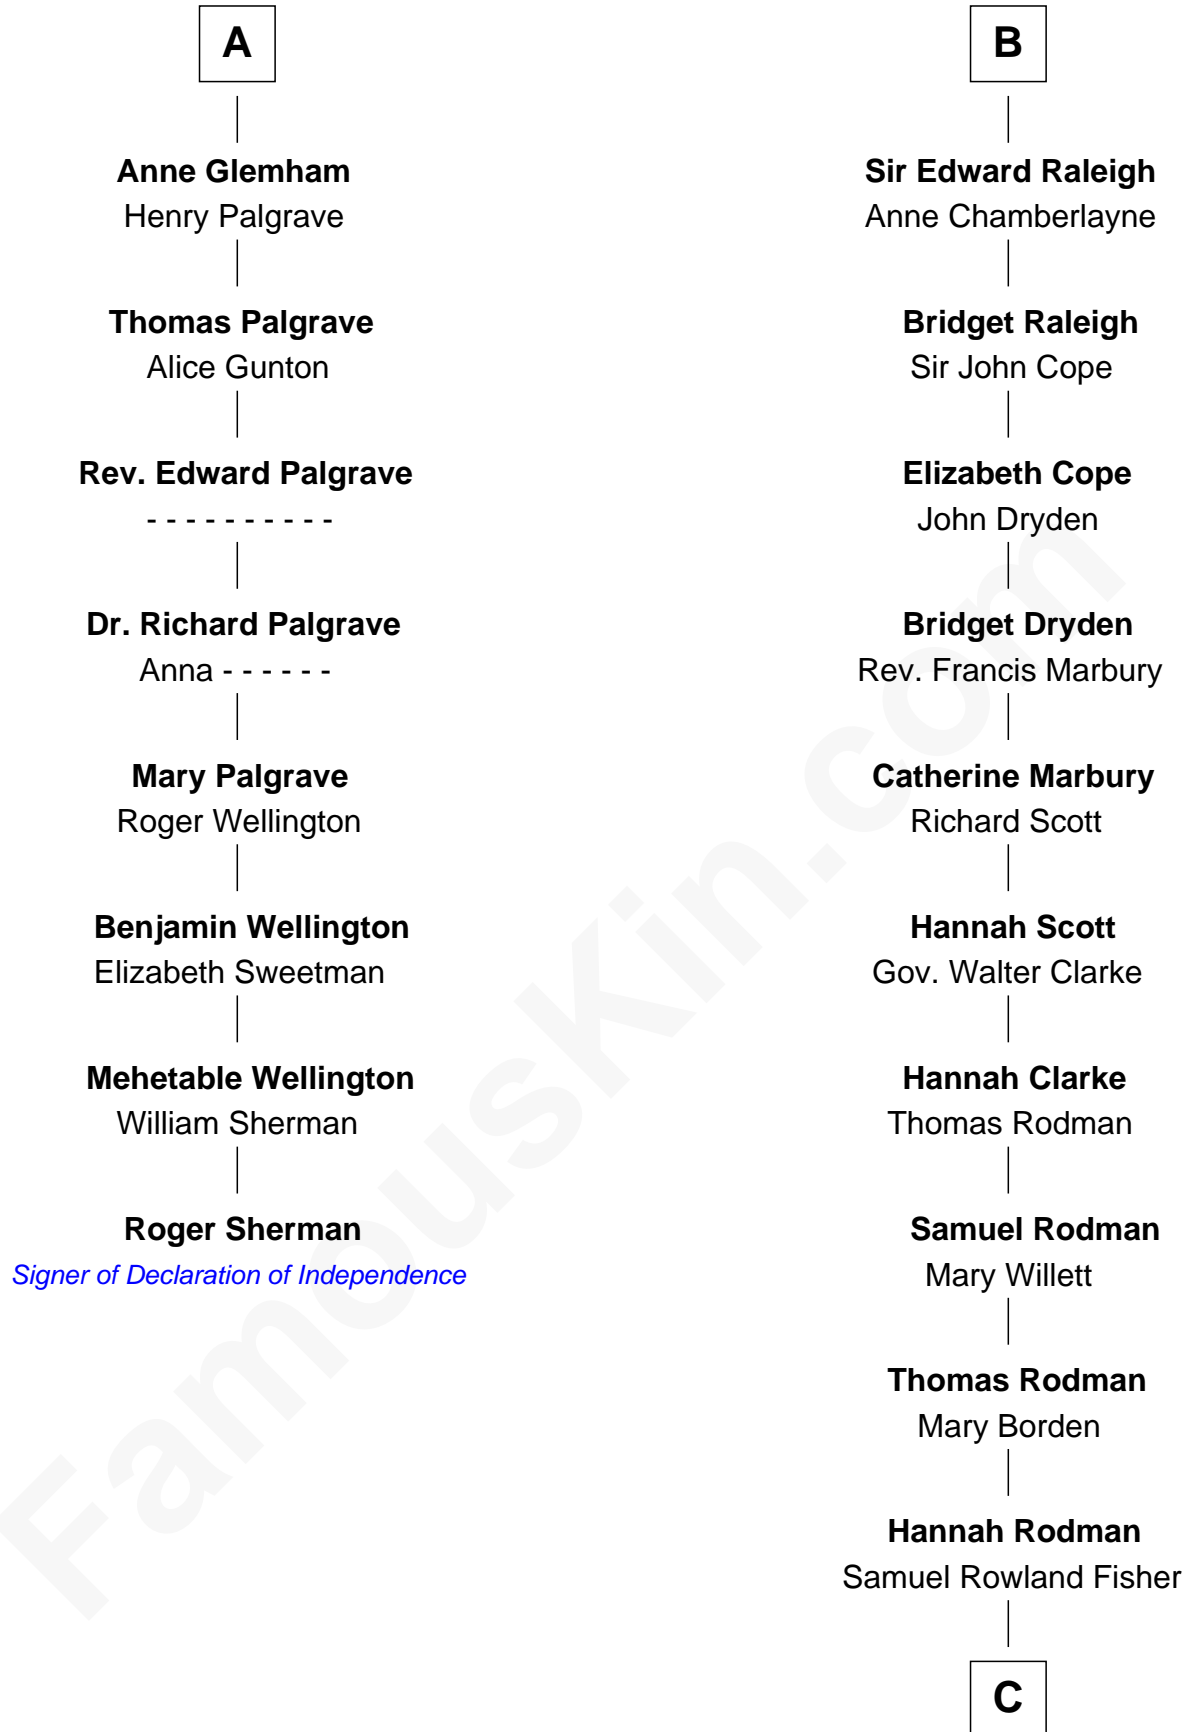 A
Anne Glemham
Henry Palgrave
Thomas Palgrave
Alice Gunton
Rev. Edward Palgrave
- - - - - - - - - -
Dr. Richard Palgrave
Anna - - - - - -
Mary Palgrave
Roger Wellington
Benjamin Wellington
Elizabeth Sweetman
Mehetable Wellington
William Sherman
Roger Sherman
Signer of Declaration of Independence
B
Sir Edward Raleigh
Anne Chamberlayne
Bridget Raleigh
Sir John Cope
Elizabeth Cope
John Dryden
Bridget Dryden
Rev. Francis Marbury
Catherine Marbury
Richard Scott
Hannah Scott
Gov. Walter Clarke
Hannah Clarke
Thomas Rodman
Samuel Rodman
Mary Willett
Thomas Rodman
Mary Borden
Hannah Rodman
Samuel Rowland Fisher
C
FamousKin.com